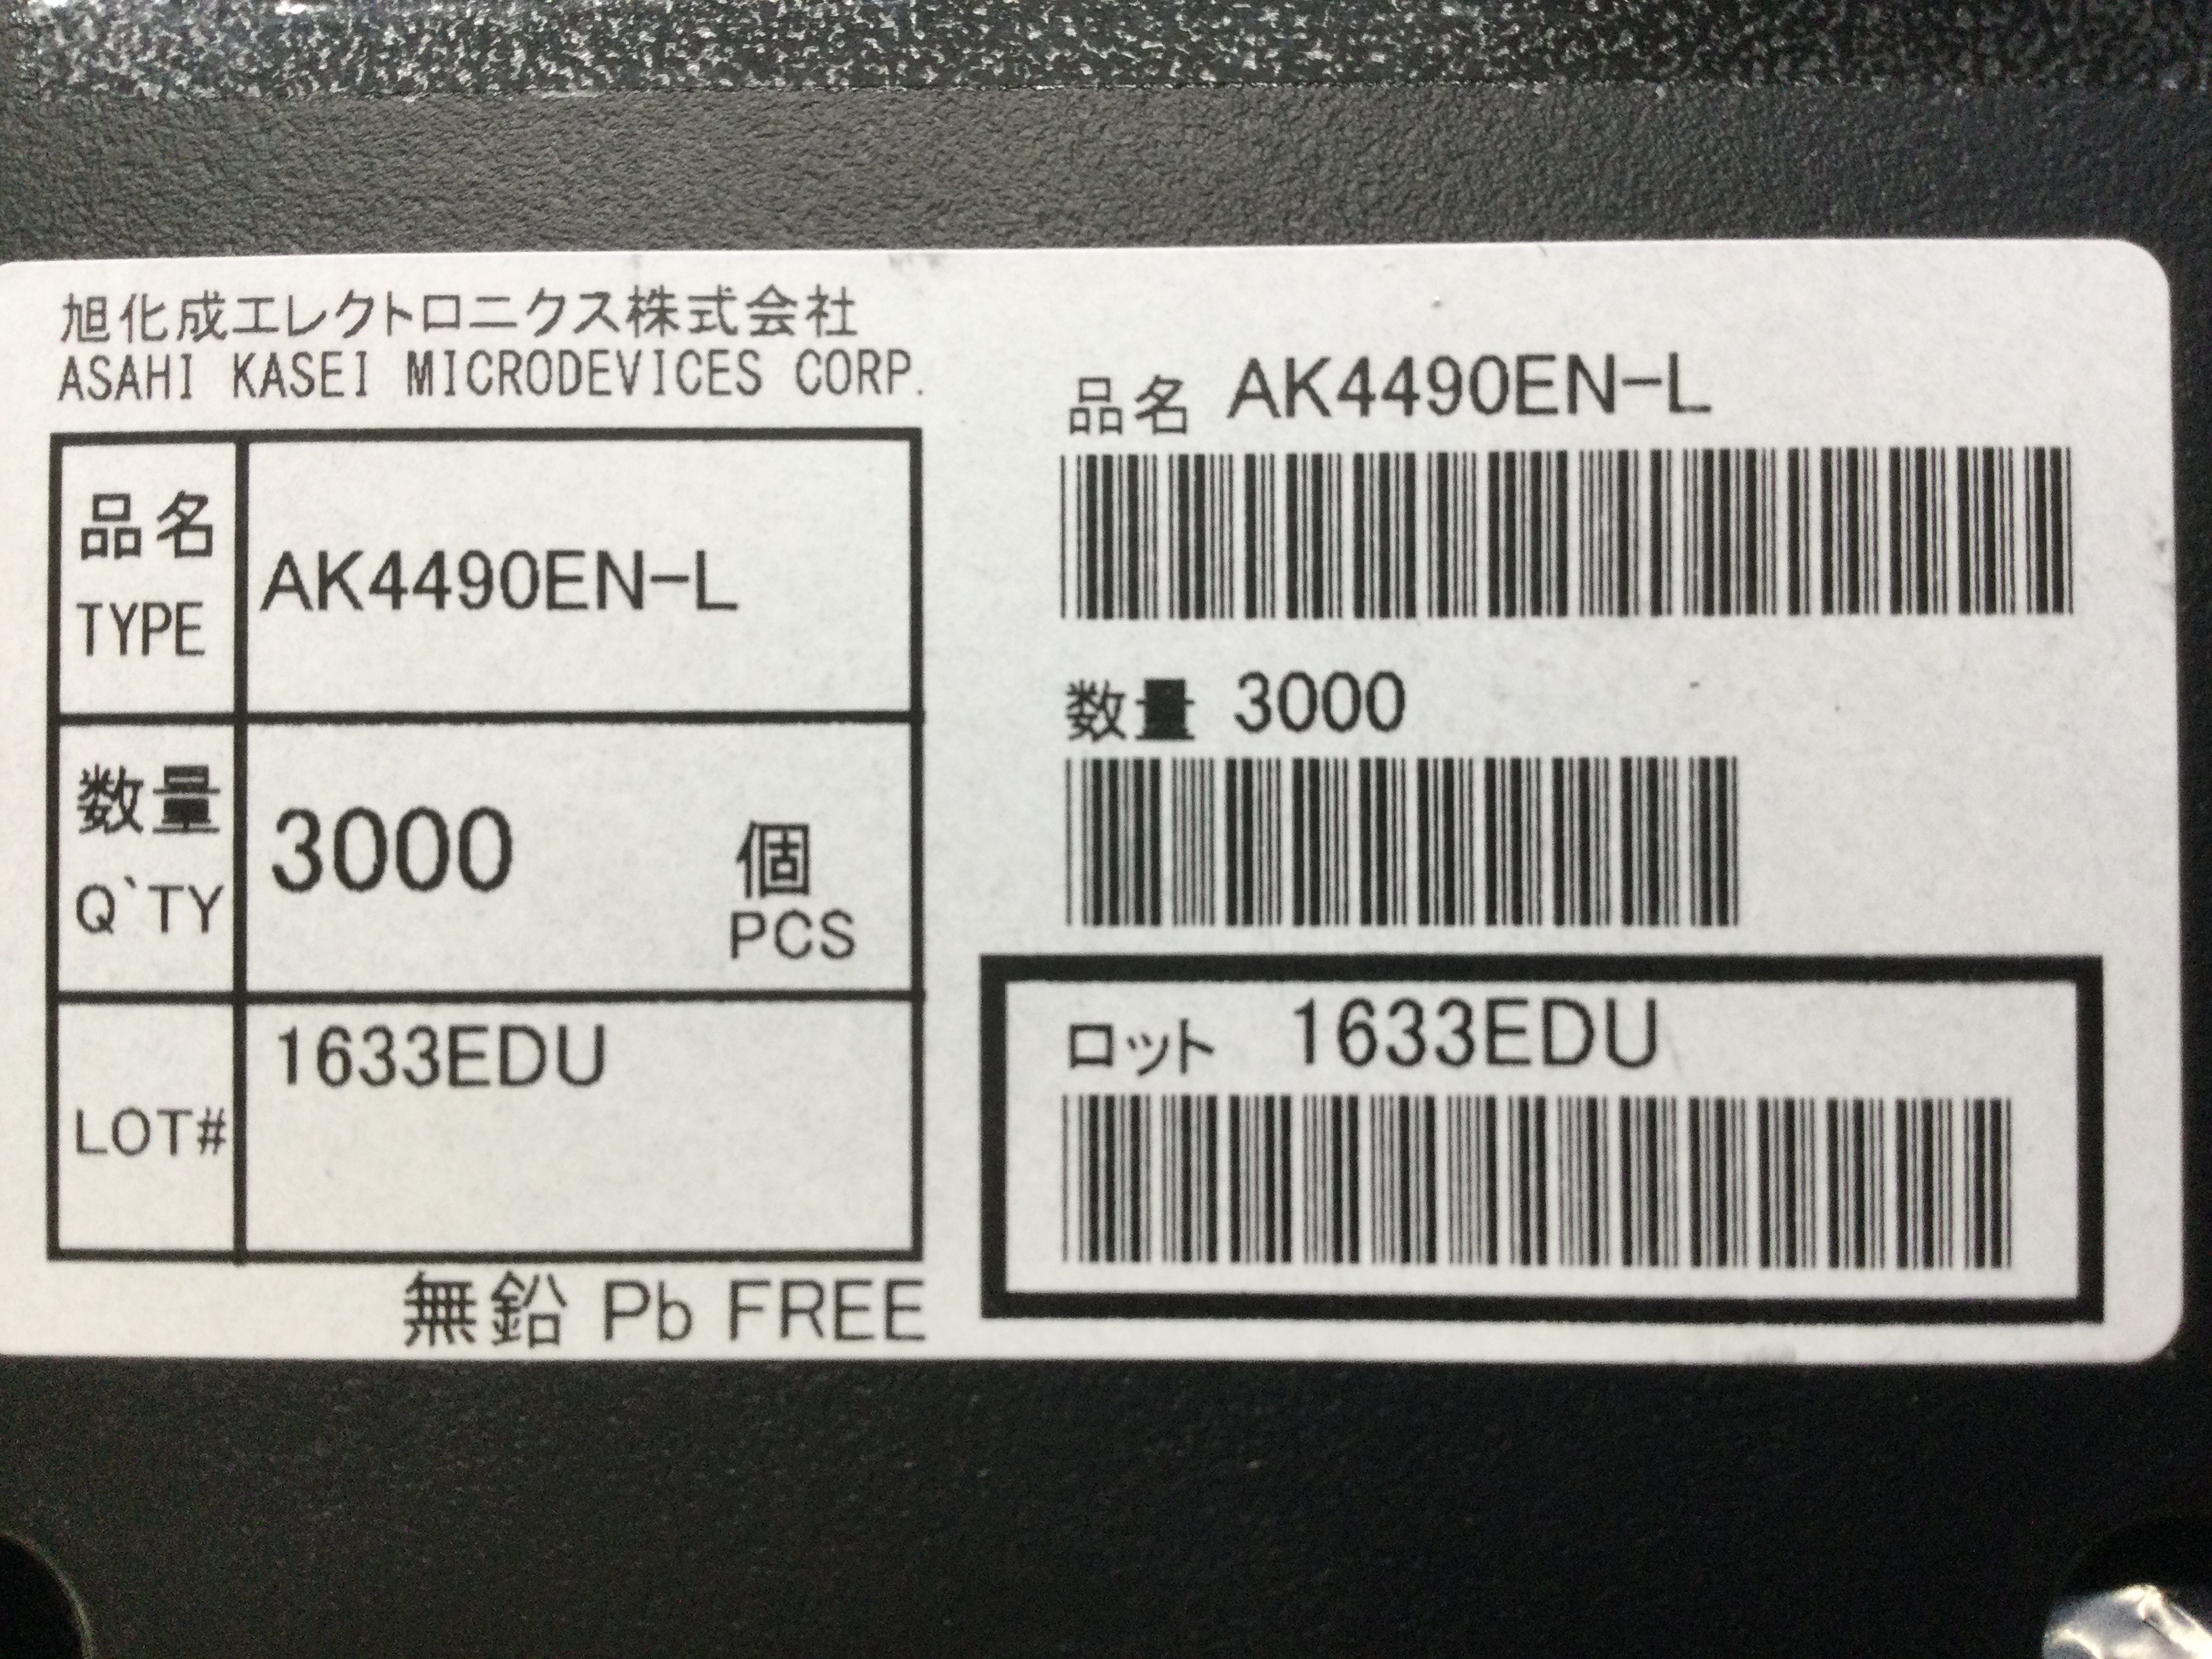 旭化成エレクトロニクス株式会社
ASAHI KASEI MICRODEVICES CORP.
品名
TYPE
AK4490EN-L
数量
Q`TY
3000
個
PCS
LOT#
1633EDU
無鉛 Pb FREE
品名 AK4490EN-L
数量 3000
ロット 1633EDU